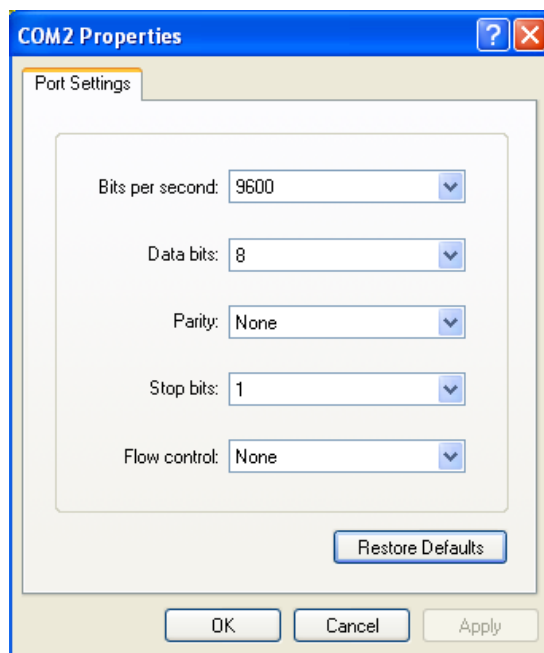 COM2 Properties
Port Settings
Bits per second: 9600
Data bits: 8
Parity: None
Stop bits: 1
Flow control: None
Restore Defaults
OK Cancel Apply